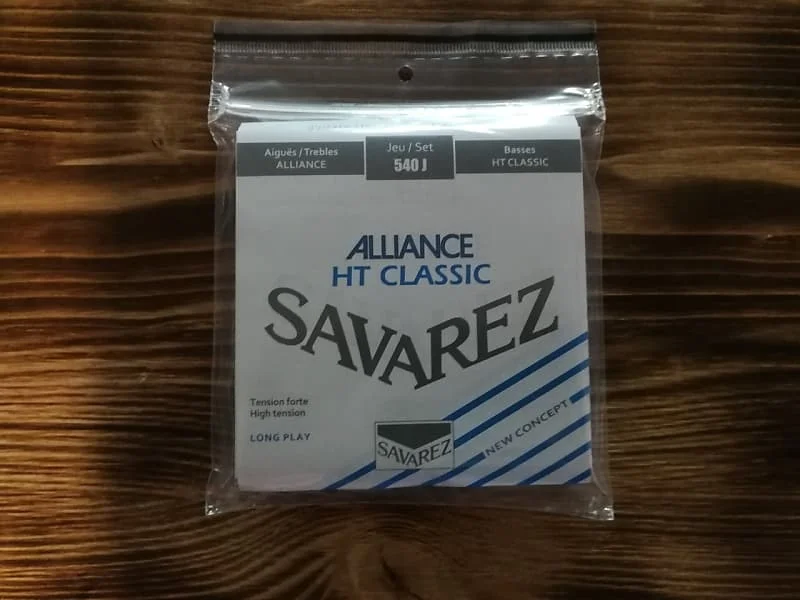 Aiguës / Trebles
ALLIANCE
Jeu / Set
540 J
Basses
HT CLASSIC
ALLIANCE
HT CLASSIC
SAVAREZ
Tension forte
High tension
LONG PLAY
SAVAREZ
NEW CONCEPT